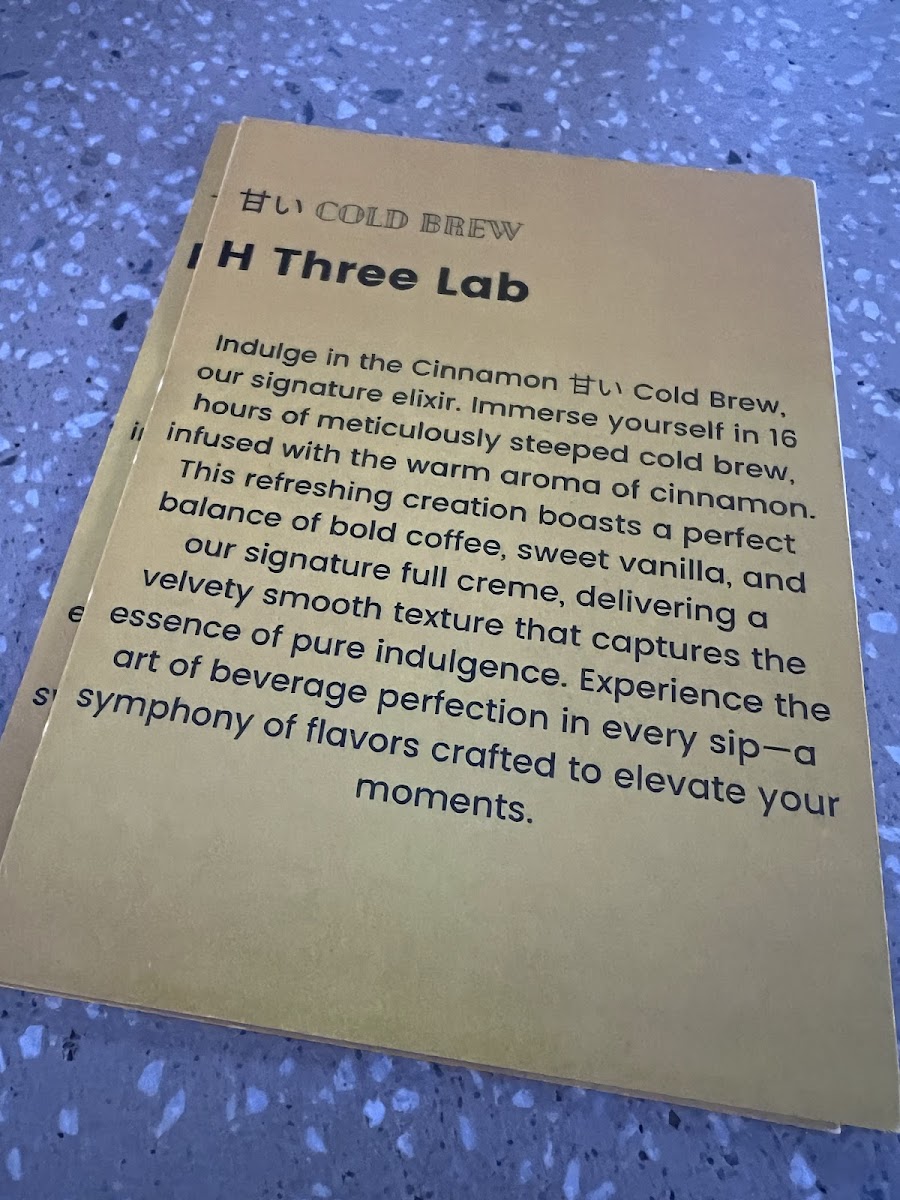 甘い COLD BREW
H Three Lab
Indulge in the Cinnamon 甘い Cold Brew,
our signature elixir. Immerse yourself in 16
hours of meticulously steeped cold brew,
infused with the warm aroma of cinnamon.
This refreshing creation boasts a perfect
balance of bold coffee, sweet vanilla, and
our signature full creme, delivering a
velvety smooth texture that captures the
essence of pure indulgence. Experience the
art of beverage perfection in every sip—a
symphony of flavors crafted to elevate your
moments.